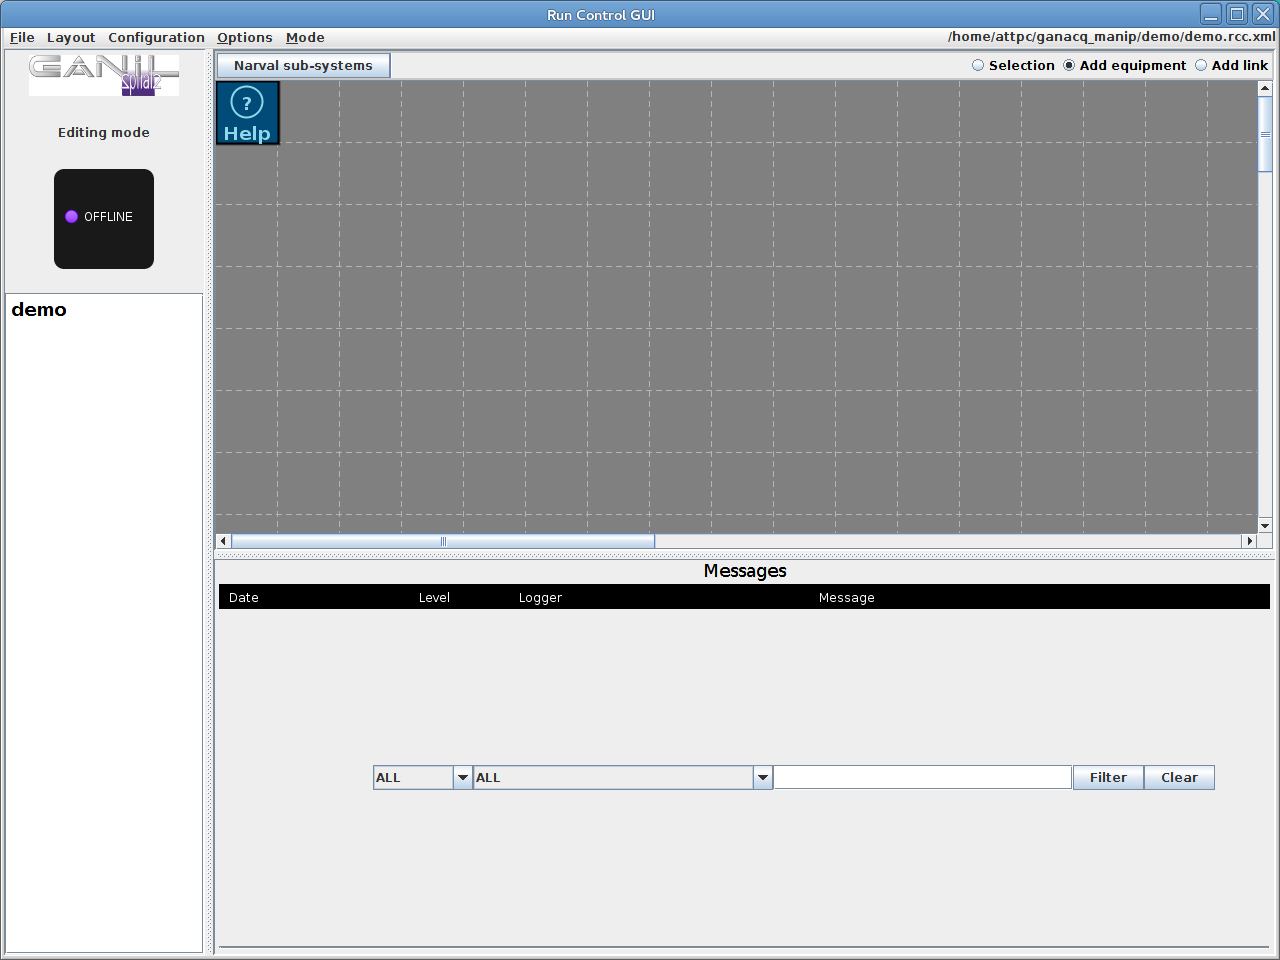 Run Control GUI
File Layout Configuration Options Mode /home/attpc/ganacq_manip/demo/demo.rcc.xml
GANIL
spiral2
Editing mode
OFFLINE
demo
Narval sub-systems Selection Add equipment Add link
?
Help
Messages
Date Level Logger Message
ALL ALL Filter Clear